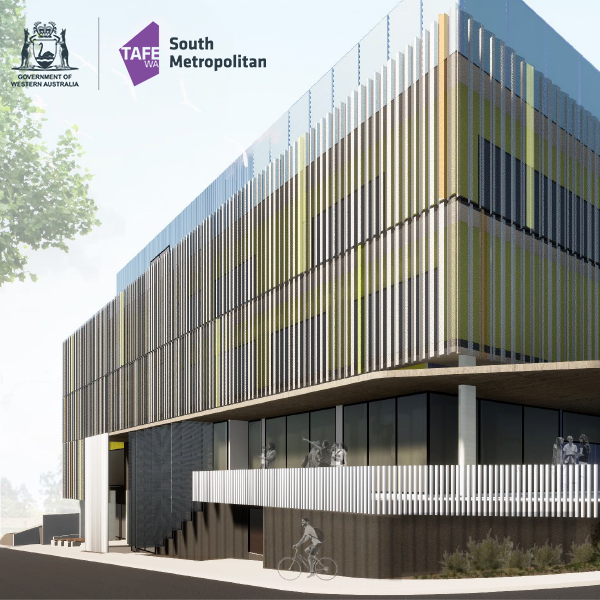 GOVERNMENT OF
WESTERN AUSTRALIA
TAFE
WA
South
Metropolitan